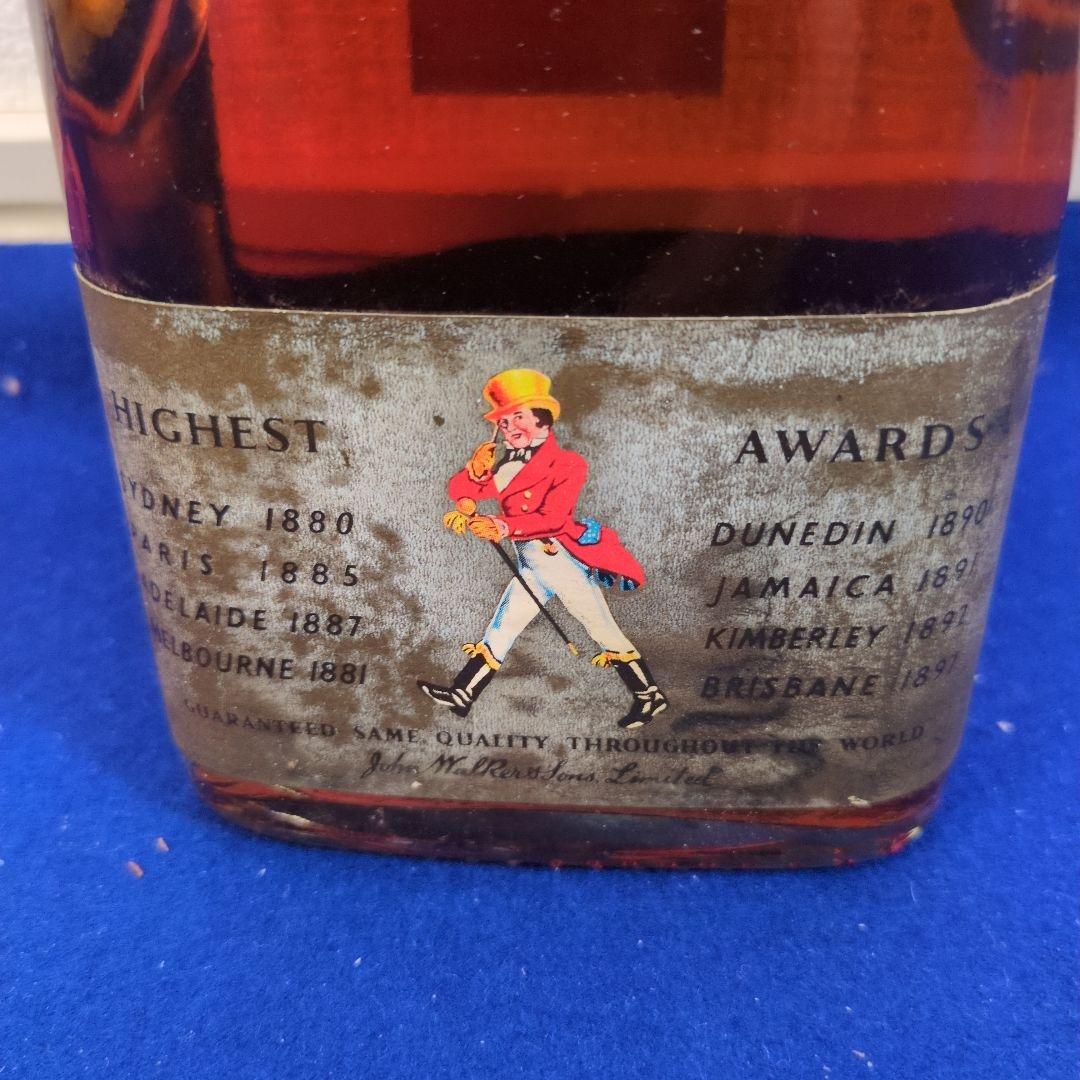 HIGHEST AWARDS
SYDNEY 1880
PARIS 1885
ADELAIDE 1887
MELBOURNE 1881
DUNEDIN 1890
JAMAICA 1891
KIMBERLEY 1892
BRISBANE 1897
GUARANTEED SAME QUALITY THROUGHOUT THE WORLD
John Walker & Sons, Limited